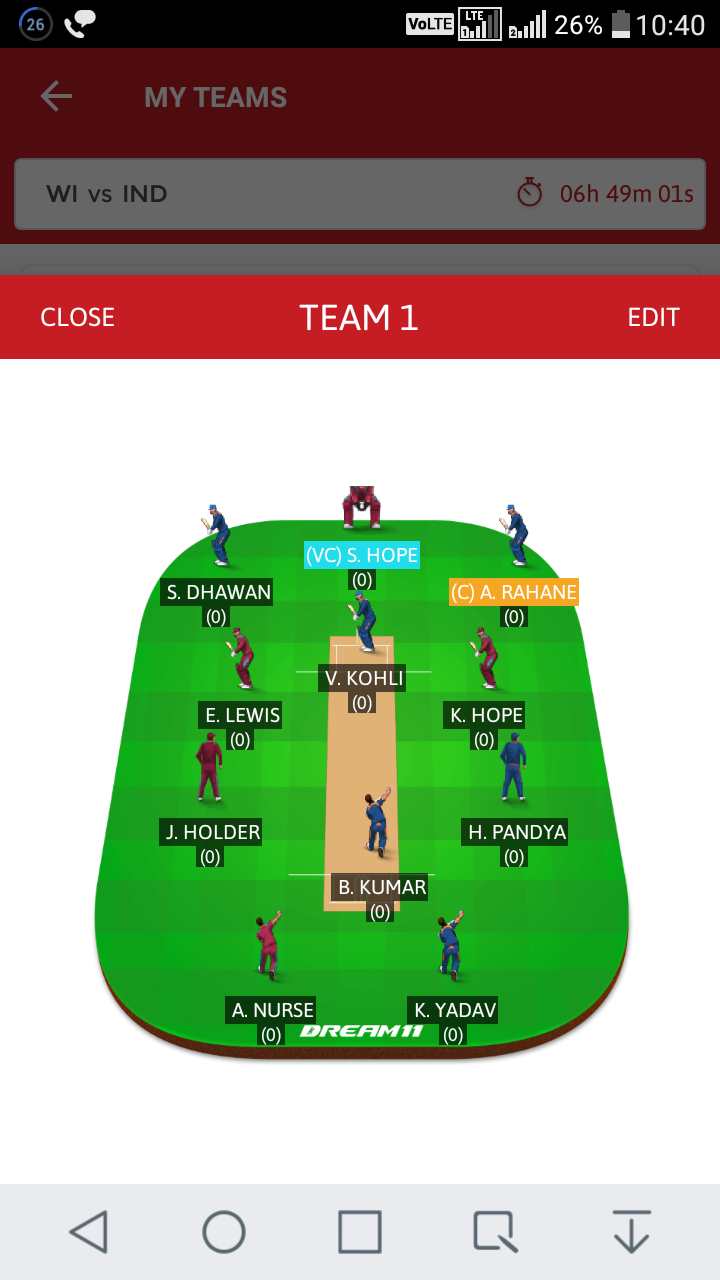 26
VoLTE LTE 1 2 26% 10:40
MY TEAMS
WI vs IND
06h 49m 01s
CLOSE
TEAM 1
EDIT
(VC) S. HOPE
(0)
S. DHAWAN
(0)
(C) A. RAHANE
(0)
V. KOHLI
(0)
E. LEWIS
(0)
K. HOPE
(0)
J. HOLDER
(0)
H. PANDYA
(0)
B. KUMAR
(0)
A. NURSE
(0)
K. YADAV
(0)
DREAM11